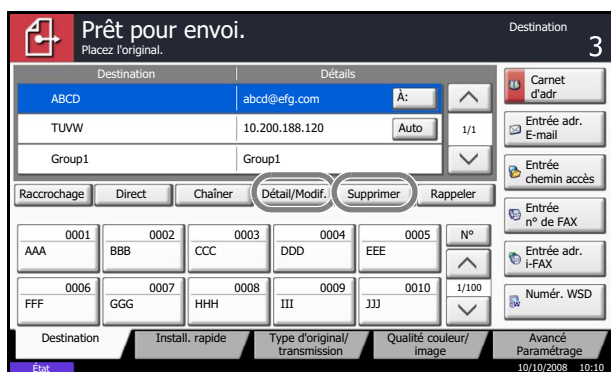 Prêt pour envoi.
Placez l'original.
Destination
3
Destination Détails
ABCD abcd@efg.com À:
TUVW 10.200.188.120 Auto
1/1
Group1 Group1
Raccrochage Direct Chaîner Détail/Modif. Supprimer Rappeler
0001 0002 0003 0004 0005 N°
AAA BBB CCC DDD EEE
0006 0007 0008 0009 0010 1/100
FFF GGG HHH III JJJ
Carnet
d'adr
Entrée adr.
E-mail
Entrée
chemin accès
Entrée
n° de FAX
Entrée adr.
i-FAX
Numér. WSD
Destination Install. rapide Type d'original/
transmission
Qualité couleur/
image
Avancé
Paramétrage
État 10/10/2008 10:10